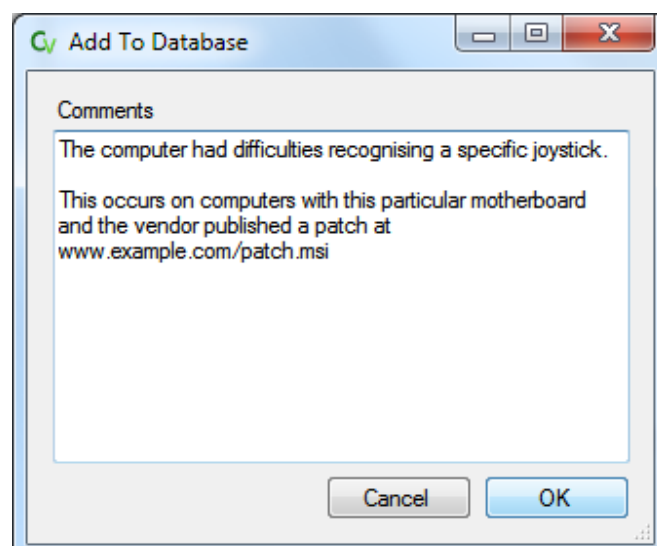 CV Add To Database
Comments
The computer had difficulties recognising a specific joystick.
This occurs on computers with this particular motherboard
and the vendor published a patch at
www.example.com/patch.msi
Cancel
OK